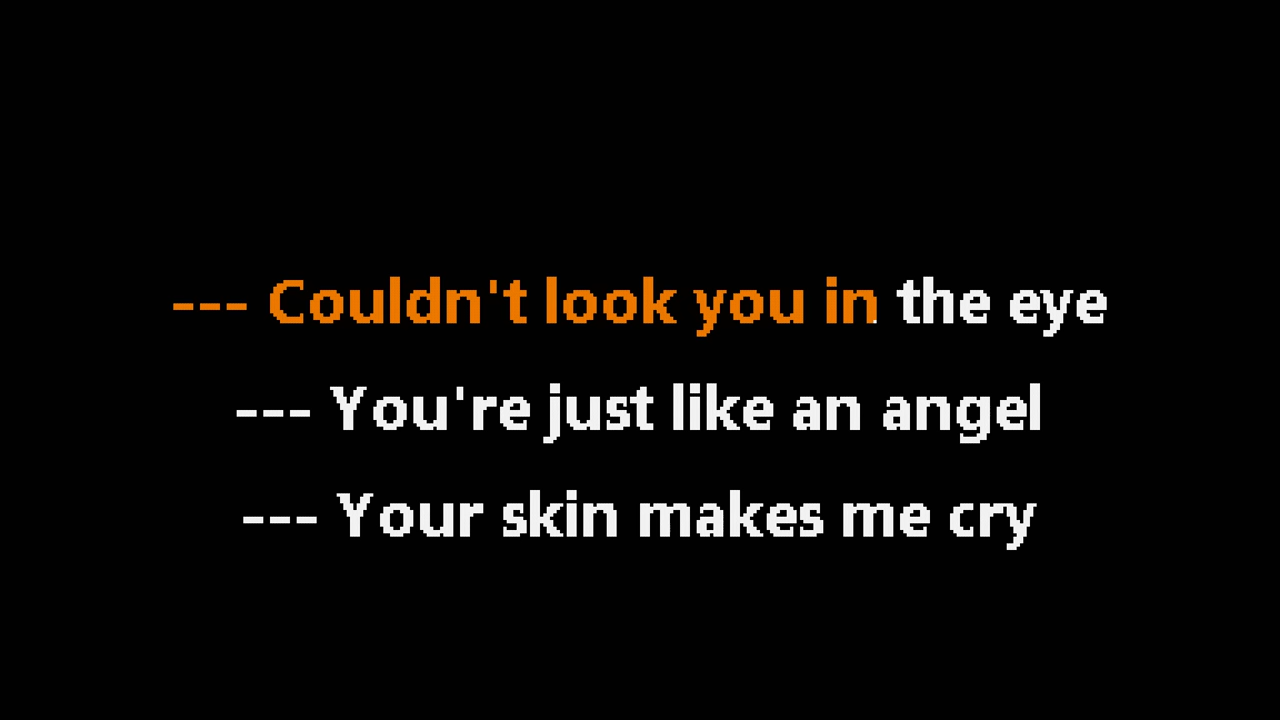 --- Couldn't look you in the eye
--- You're just like an angel
--- Your skin makes me cry